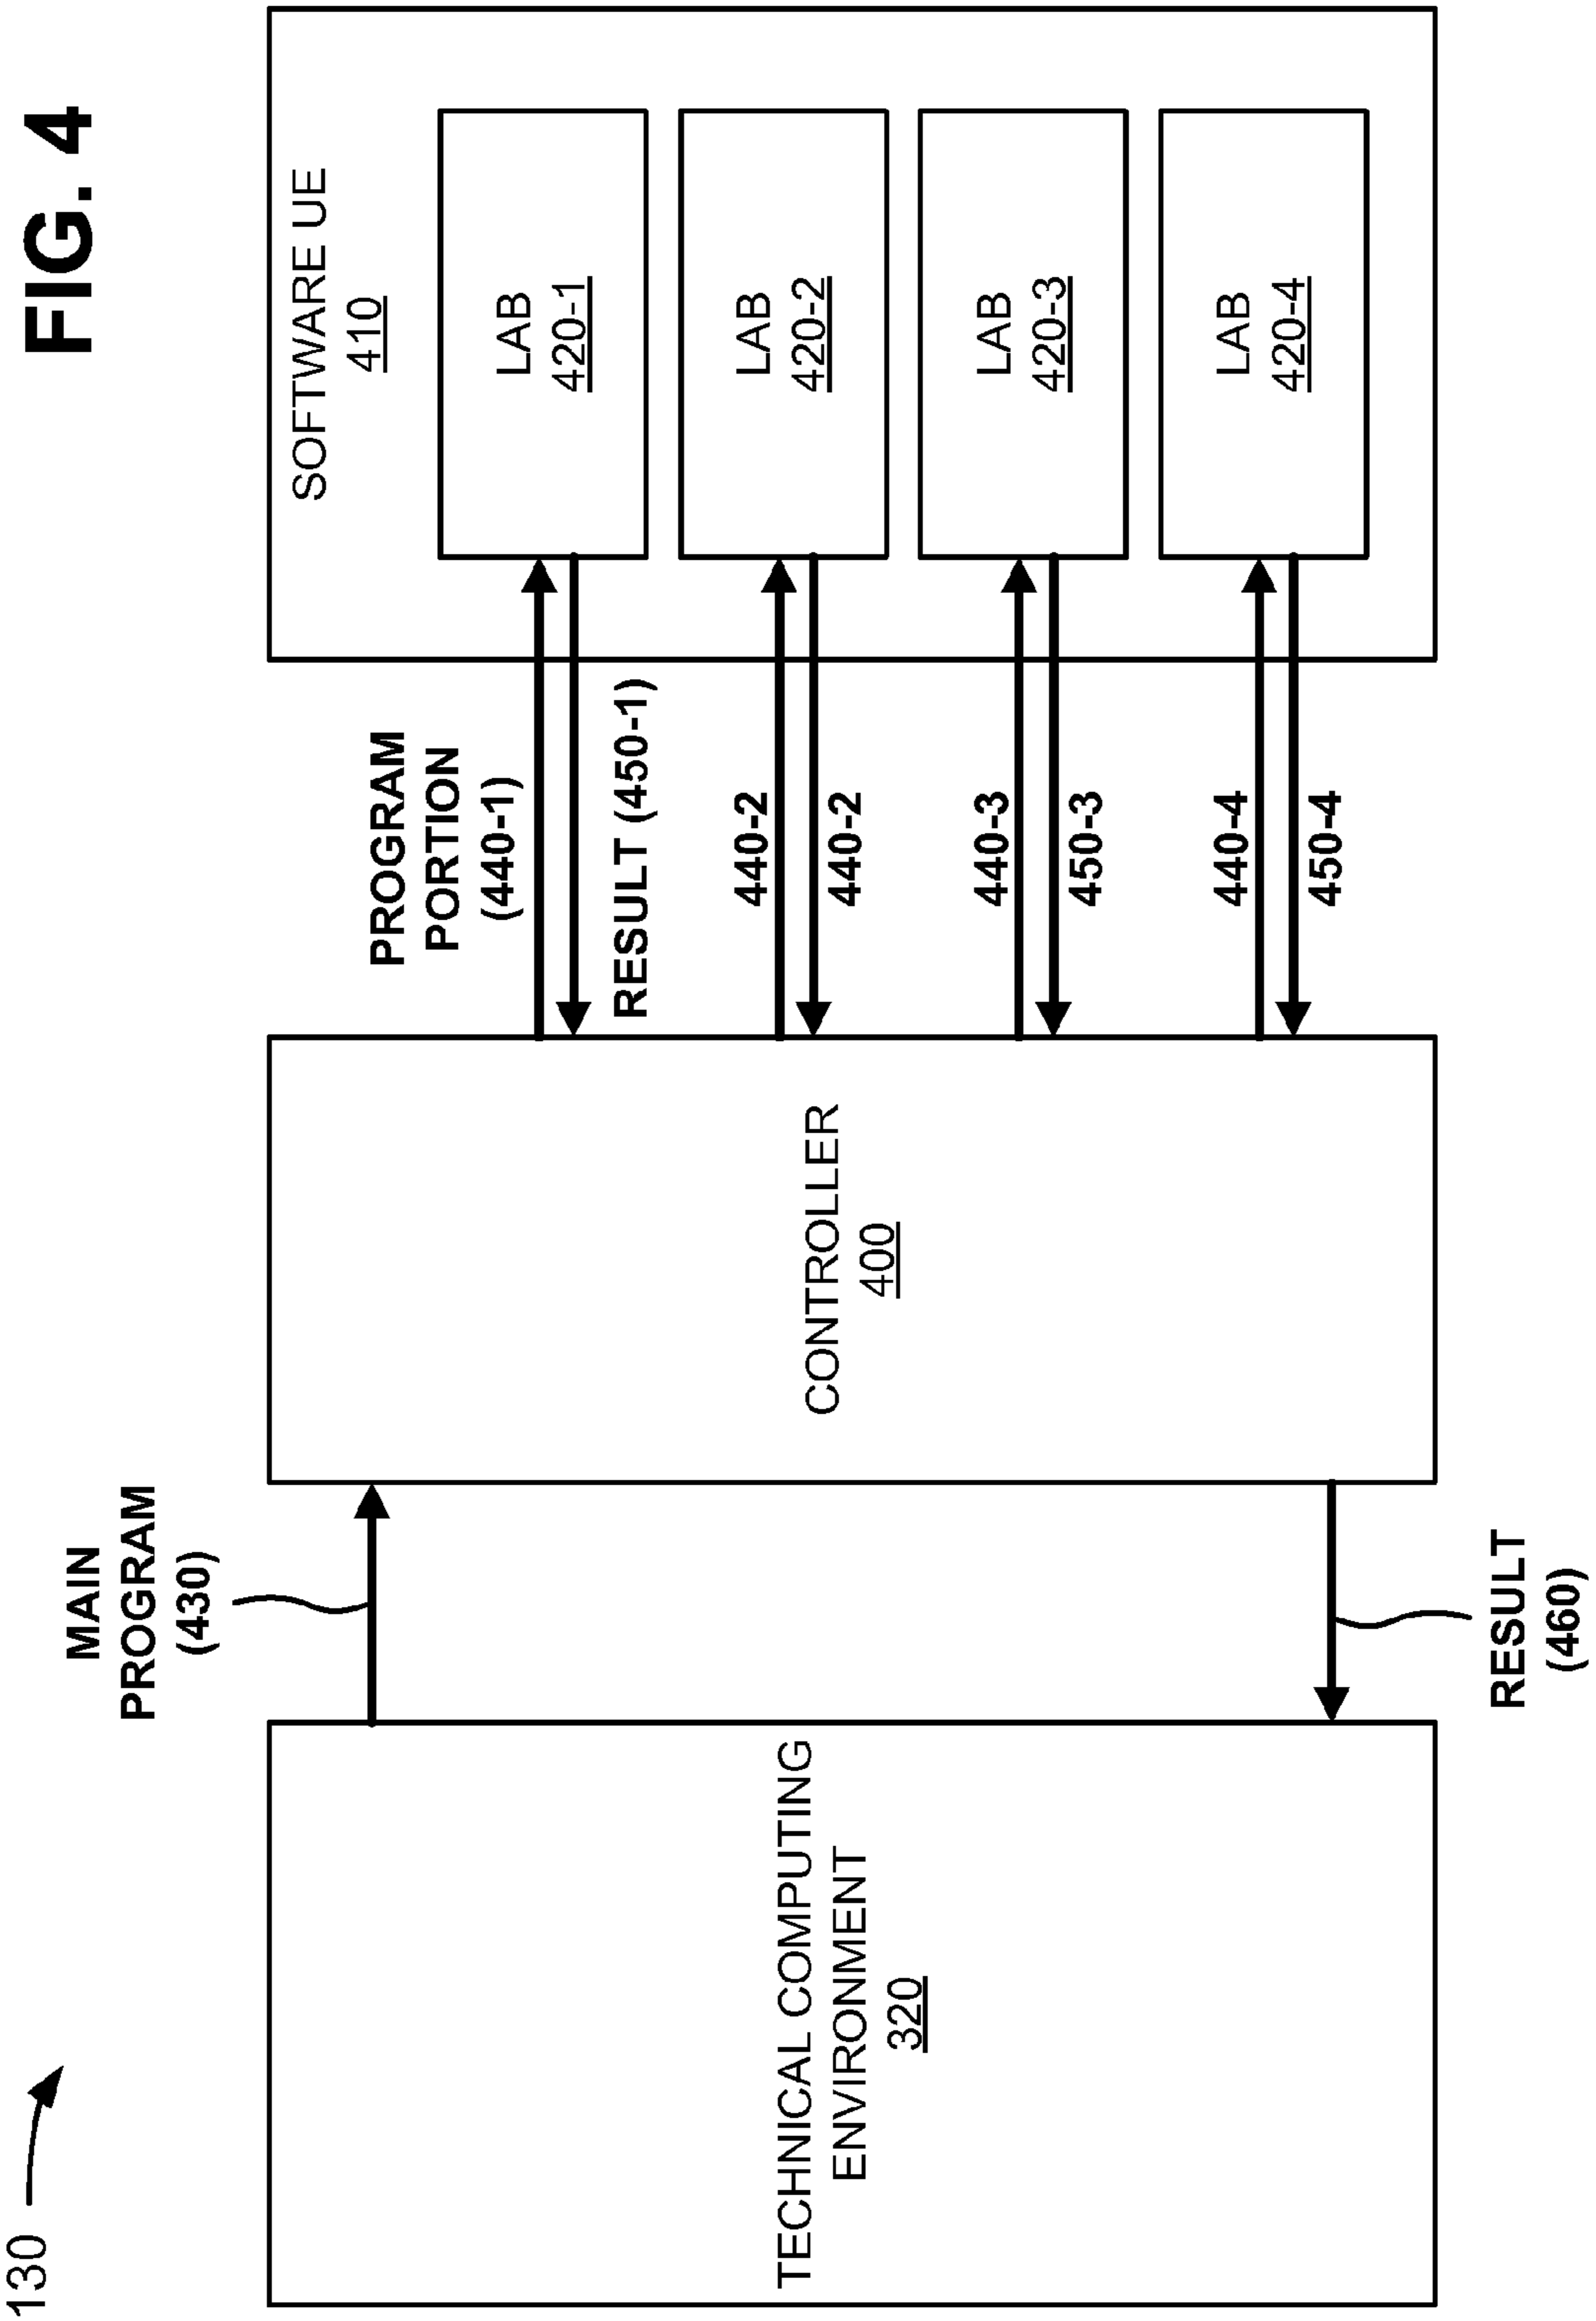 FIG. 4
130
TECHNICAL COMPUTING
ENVIRONMENT
320
MAIN
PROGRAM
(430)
RESULT
(460)
CONTROLLER
400
PROGRAM
PORTION
(440-1)
RESULT (450-1)
440-2
440-2
440-3
450-3
440-4
450-4
SOFTWARE UE
410
LAB
420-1
LAB
420-2
LAB
420-3
LAB
420-4